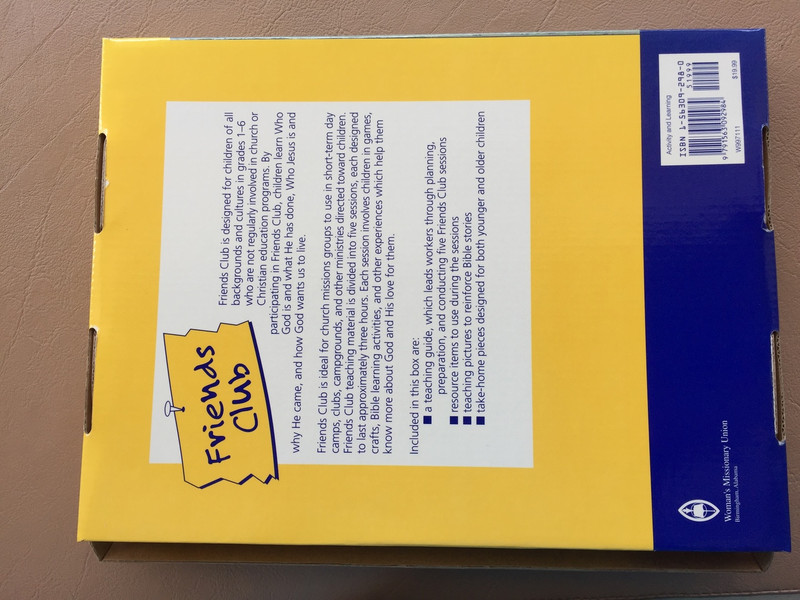 Friends
Club
Friends Club is designed for children of all
backgrounds and cultures in grades 1–6
who are not regularly involved in church or
Christian education programs. By
participating in Friends Club, children learn Who
God is and what He has done, Who Jesus is and
why He came, and how God wants us to live.
Friends Club is ideal for church missions groups to use in short-term day
camps, clubs, campgrounds, and other ministries directed toward children.
Friends Club teaching material is divided into five sessions, each designed
to last approximately three hours. Each session involves children in games,
crafts, Bible learning activities, and other experiences which help them
know more about God and His love for them.
Included in this box are:
■ a teaching guide, which leads workers through planning,
preparation, and conducting five Friends Club sessions
■ resource items to use during the sessions
■ teaching pictures to reinforce Bible stories
■ take-home pieces designed for both younger and older children
Woman's Missionary Union
Birmingham, Alabama
Activity and Learning
ISBN 1-56309-298-0
51999
9 781563 092984
W997111
$19.99